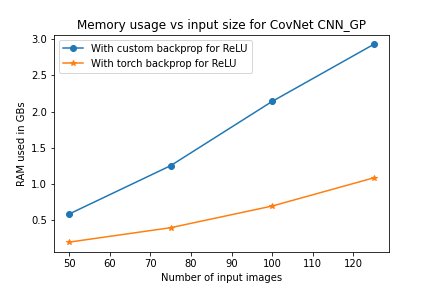 Memory usage vs input size for CovNet CNN_GP
With custom backprop for ReLU
With torch backprop for ReLU
RAM used in GBs
3.0
2.5
2.0
1.5
1.0
0.5
50 60 70 80 90 100 110 120
Number of input images